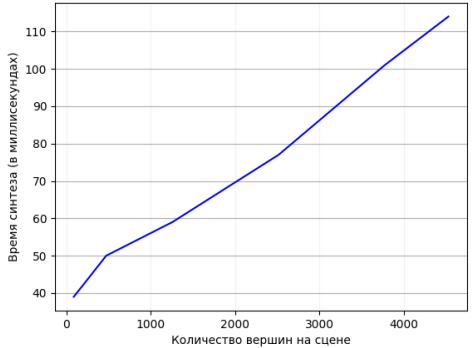 110
100
90
80
70
60
50
40
Время синтеза (в миллисекундах)
0 1000 2000 3000 4000
Количество вершин на сцене